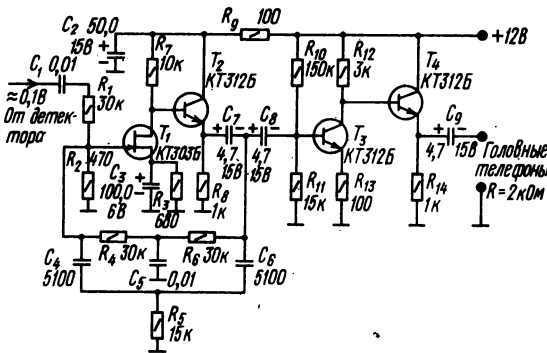 C2 50,0
15В
R7
10к
T2
КТ312Б
R9
100
R10
150к
R12
3к
T4
КТ312Б
+12В
C1 0,01
≈0,1В
От детек-
тора
R1
30к
T1
КТ303Б
C7
4,7
15В
C8
4,7
15В
T3
КТ312Б
C9
4,7
15В
Головные
телефоны
R=2кОм
R2
470
C3
100,0
6В
R3
680
R8
1к
R11
15к
R13
100
R14
1к
C4
5100
R4
30к
R6
30к
C5
0,01
C6
5100
R5
15к